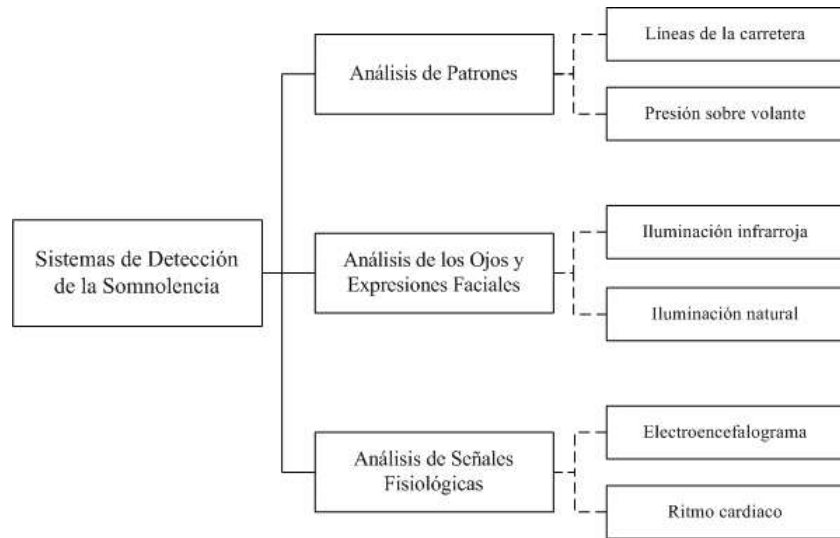 Sistemas de Detección
de la Somnolencia
Análisis de Patrones
Líneas de la carretera
Presión sobre volante
Análisis de los Ojos y
Expresiones Faciales
Iluminación infrarroja
Iluminación natural
Análisis de Señales
Fisiológicas
Electroencefalograma
Ritmo cardiaco